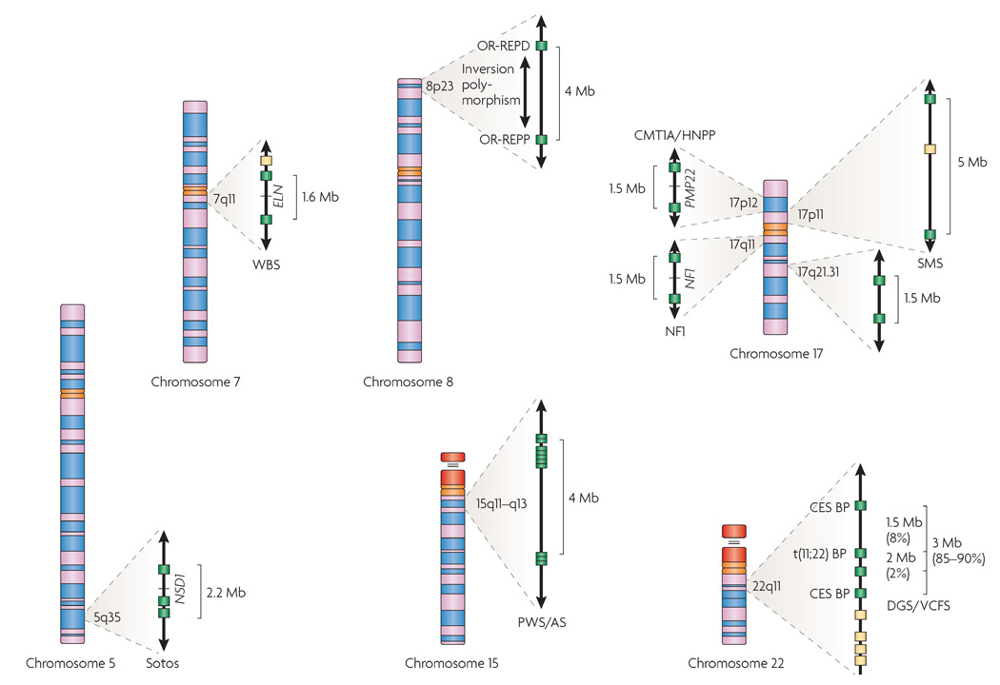 OR-REPD
Inversion
poly-
morphism
8p23
4 Mb
OR-REPP
Chromosome 8
7q11
ELN
1.6 Mb
WBS
Chromosome 7
CMT1A/HNPP
1.5 Mb
PMP22
17p12
17p11
5 Mb
SMS
17q11
1.5 Mb
NF1
NF1
17q21.31
1.5 Mb
Chromosome 17
5q35
NSD1
2.2 Mb
Sotos
Chromosome 5
15q11–q13
4 Mb
PWS/AS
Chromosome 15
22q11
CES BP
t(11;22) BP
CES BP
1.5 Mb
(8%)
2 Mb
(2%)
3 Mb
(85–90%)
DGS/VCFS
Chromosome 22